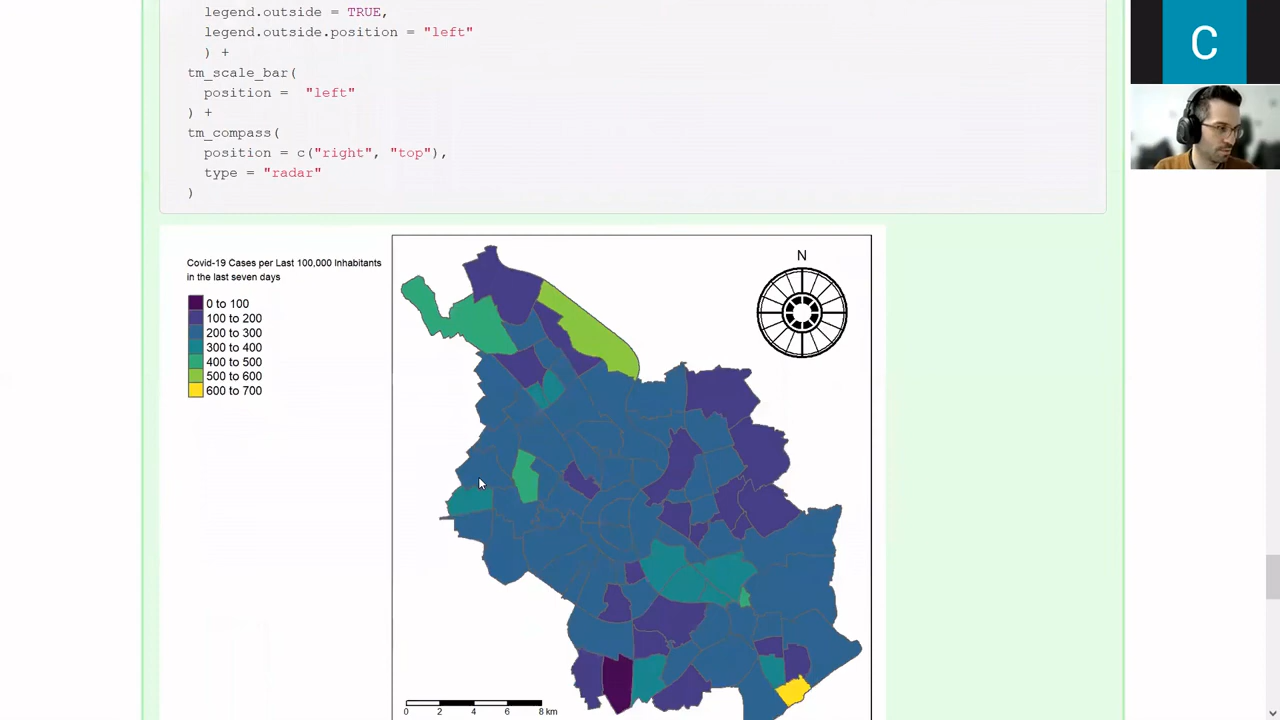 legend.outside = TRUE,
legend.outside.position = "left"
) +
tm_scale_bar(
position =  "left"
) +
tm_compass(
position = c("right", "top"),
type = "radar"
)
C
Covid-19 Cases per Last 100,000 Inhabitants
in the last seven days
0 to 100
100 to 200
200 to 300
300 to 400
400 to 500
500 to 600
600 to 700
N
0 2 4 6 8 km